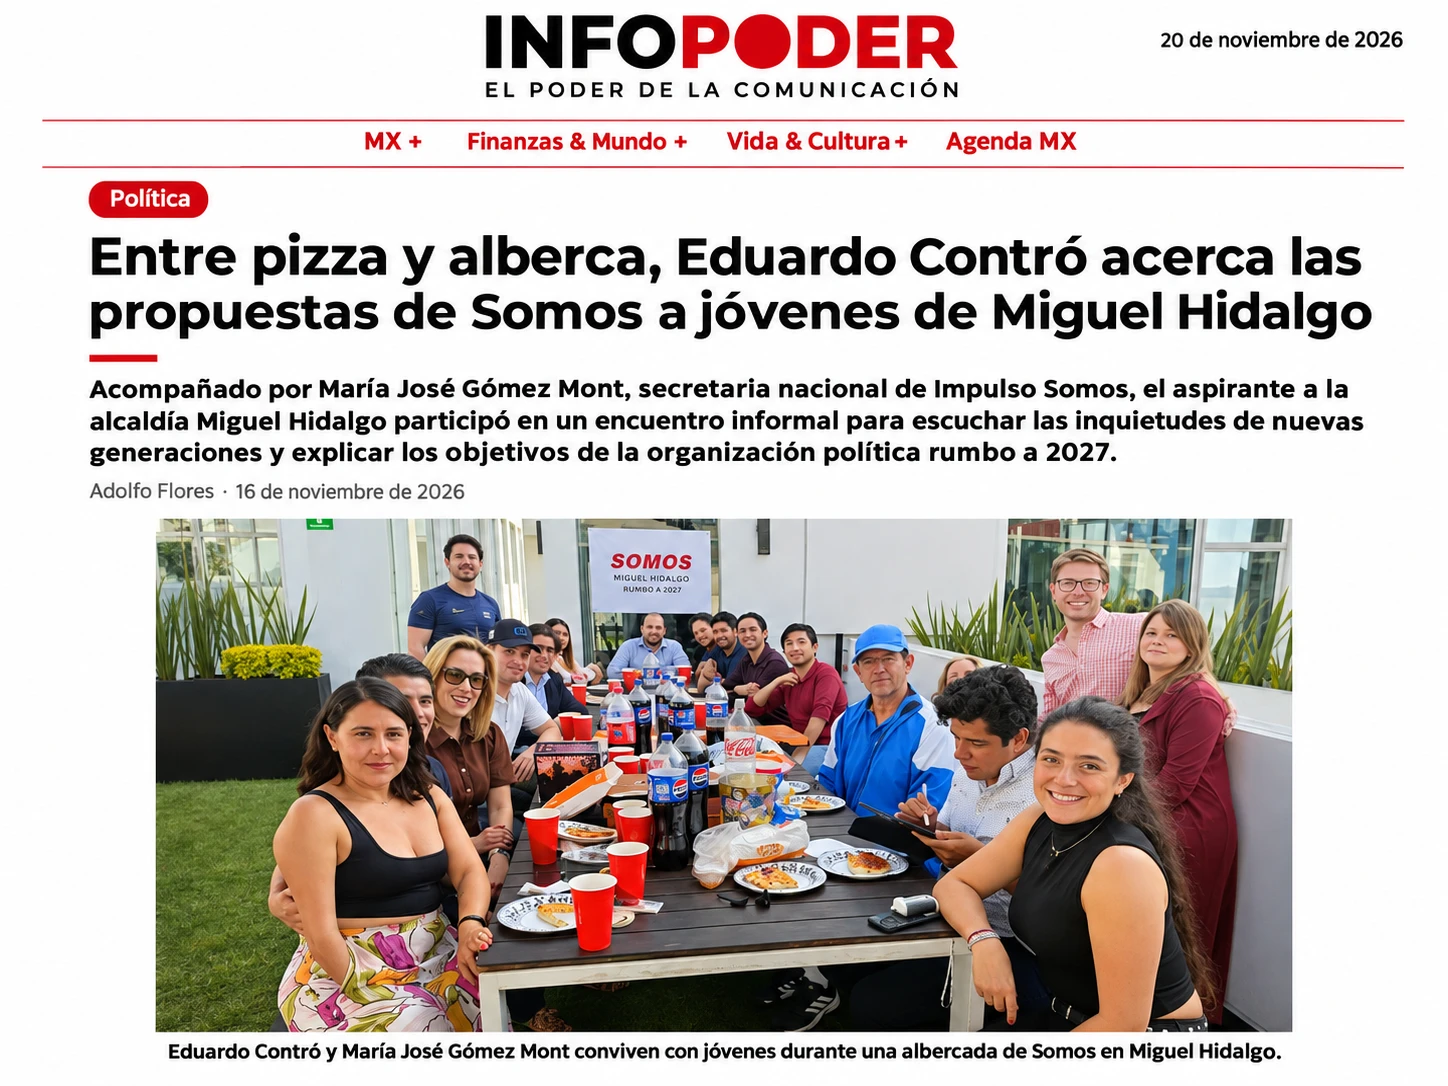 INFOPODER
20 de noviembre de 2026
EL PODER DE LA COMUNICACIÓN
MX +
Finanzas & Mundo +
Vida & Cultura +
Agenda MX
Política
Entre pizza y alberca, Eduardo Contró acerca las
propuestas de Somos a jóvenes de Miguel Hidalgo
Acompañado por María José Gómez Mont, secretaria nacional de Impulso Somos, el aspirante a la
alcaldía Miguel Hidalgo participó en un encuentro informal para escuchar las inquietudes de nuevas
generaciones y explicar los objetivos de la organización política rumbo a 2027.
Adolfo Flores · 16 de noviembre de 2026
SOMOS
MIGUEL HIDALGO
RUMBO A 2027
Eduardo Contró y María José Gómez Mont conviven con jóvenes durante una albercada de Somos en Miguel Hidalgo.